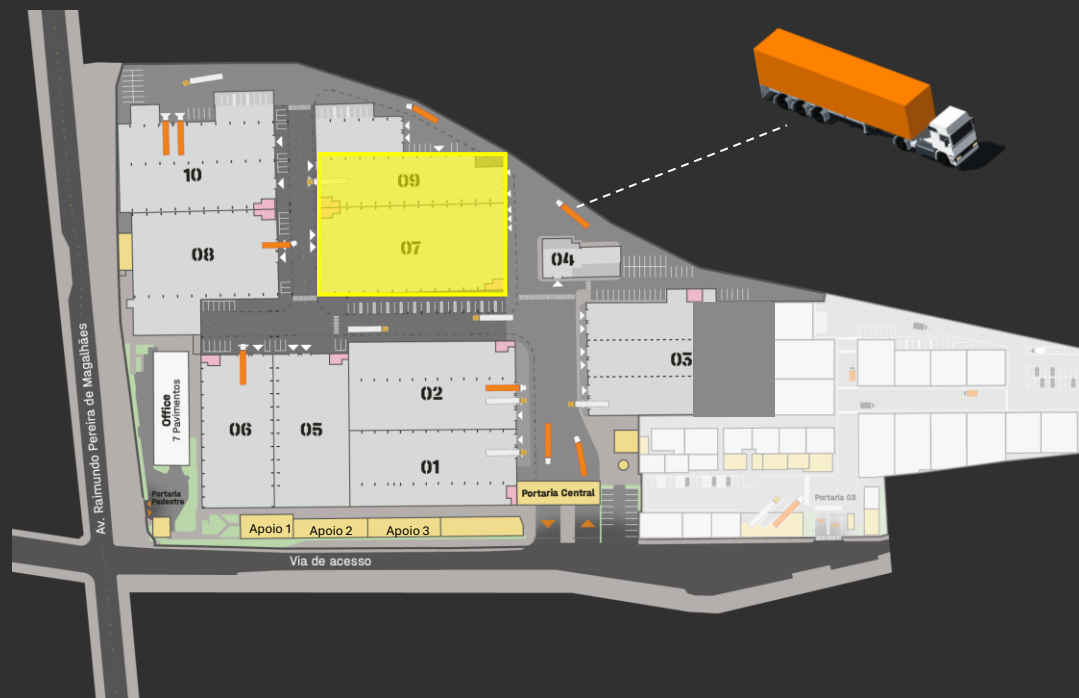 10
09
08
07
04
03
02
06
05
01
Av. Raimundo Pereira de Magalhães
Office
7 Pavimentos
Portaria
Pedestre
Portaria Central
Portaria 03
Apoio 1
Apoio 2
Apoio 3
Via de acesso